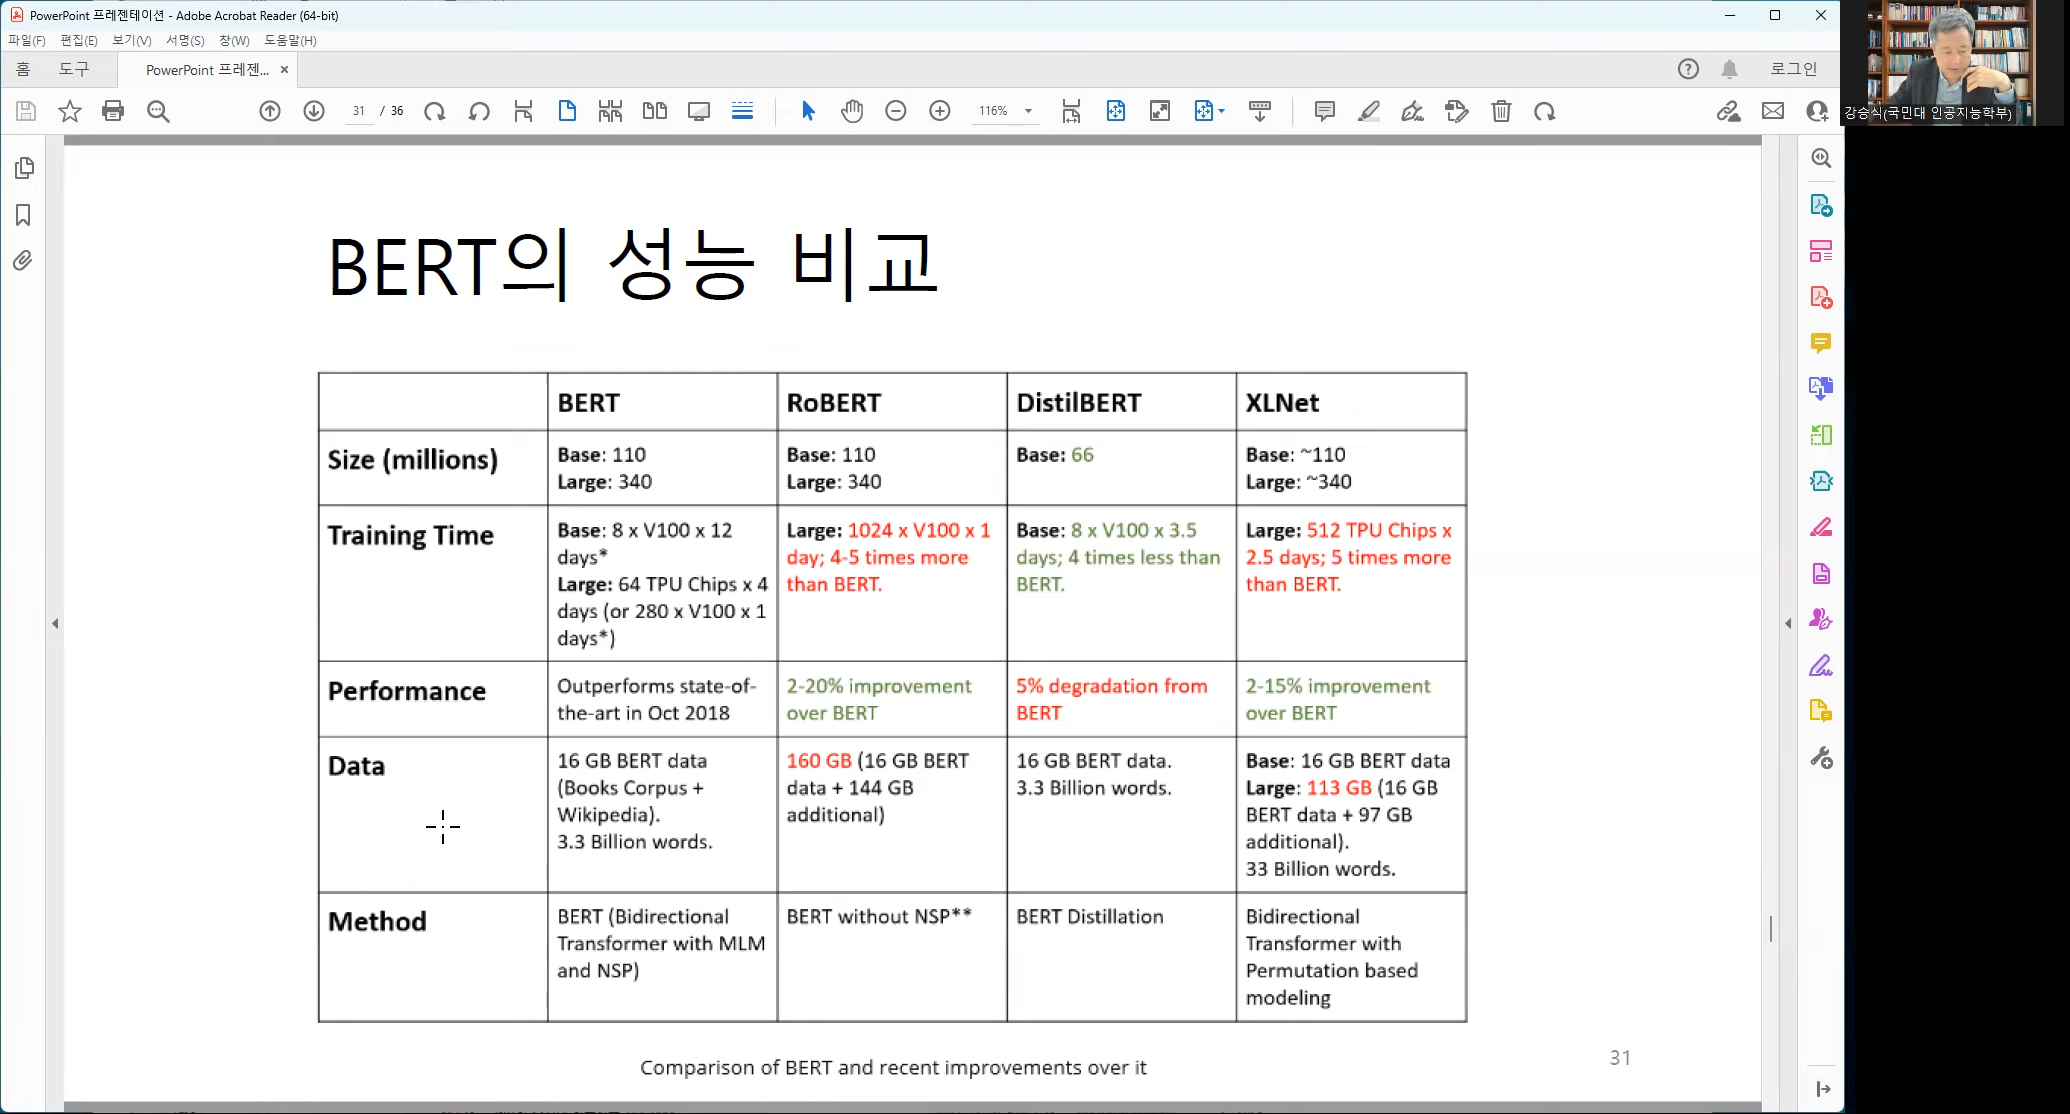 PowerPoint 프레젠테이션 - Adobe Acrobat Reader (64-bit)
파일(F) 편집(E) 보기(V) 서명(S) 창(W) 도움말(H)
홈 도구 PowerPoint 프레젠... × 로그인
31 / 36 116%
강승식(국민대 인공지능학부)
BERT의 성능 비교
BERT RoBERT DistilBERT XLNet
Size (millions)
Base: 110
Large: 340
Base: 110
Large: 340
Base: 66
Base: ~110
Large: ~340
Training Time
Base: 8 x V100 x 12
days*
Large: 64 TPU Chips x 4
days (or 280 x V100 x 1
days*)
Large: 1024 x V100 x 1
day; 4-5 times more
than BERT.
Base: 8 x V100 x 3.5
days; 4 times less than
BERT.
Large: 512 TPU Chips x
2.5 days; 5 times more
than BERT.
Performance
Outperforms state-of-
the-art in Oct 2018
2-20% improvement
over BERT
5% degradation from
BERT
2-15% improvement
over BERT
Data
16 GB BERT data
(Books Corpus +
Wikipedia).
3.3 Billion words.
160 GB (16 GB BERT
data + 144 GB
additional)
16 GB BERT data.
3.3 Billion words.
Base: 16 GB BERT data
Large: 113 GB (16 GB
BERT data + 97 GB
additional).
33 Billion words.
Method
BERT (Bidirectional
Transformer with MLM
and NSP)
BERT without NSP**
BERT Distillation
Bidirectional
Transformer with
Permutation based
modeling
Comparison of BERT and recent improvements over it
31